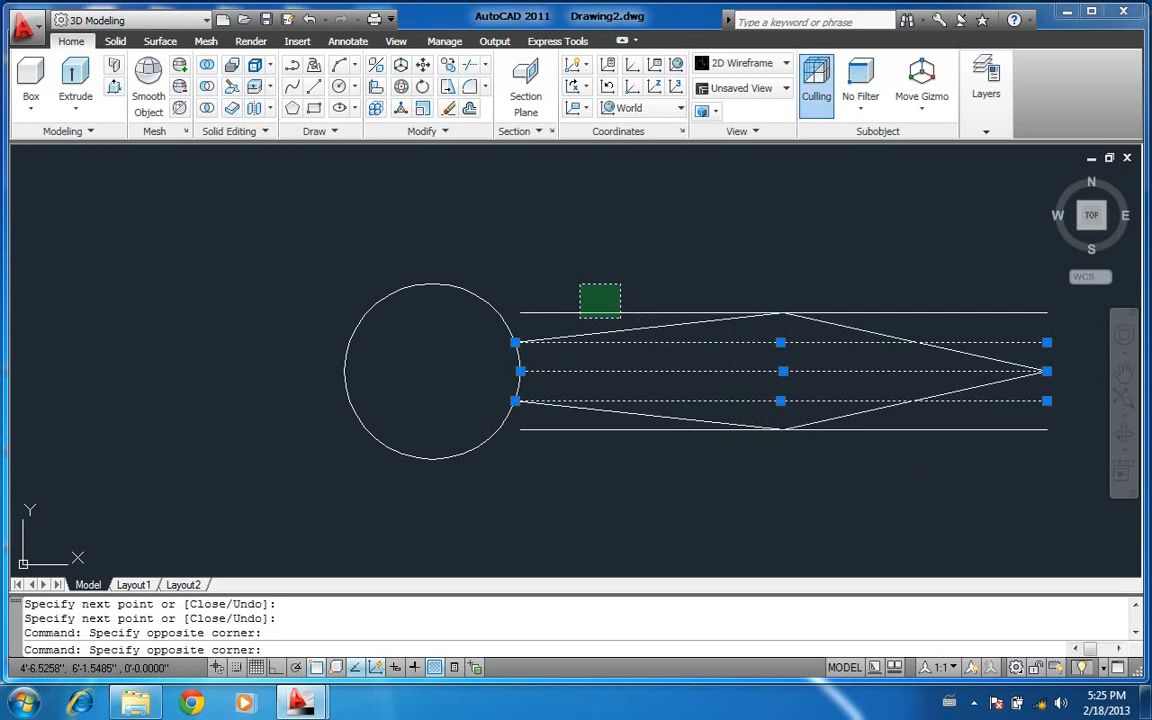 AutoCAD 2011 Drawing2.dwg
3D Modeling
Type a keyword or phrase
Home Solid Surface Mesh Render Insert Annotate View Manage Output Express Tools
Box
Extrude
Smooth
Object
Section
Plane
World
2D Wireframe
Unsaved View
Culling
No Filter
Move Gizmo
Layers
Modeling Mesh Solid Editing Draw Modify Section Coordinates View Subobject
N
W TOP E
S
WCS
Y
X
Model Layout1 Layout2
Specify next point or [Close/Undo]:
Specify next point or [Close/Undo]:
Command: Specify opposite corner:
Command: Specify opposite corner:
4'-6.5258", 6'-1.5485", 0'-0.0000"
MODEL
1:1
5:25 PM
2/18/2013